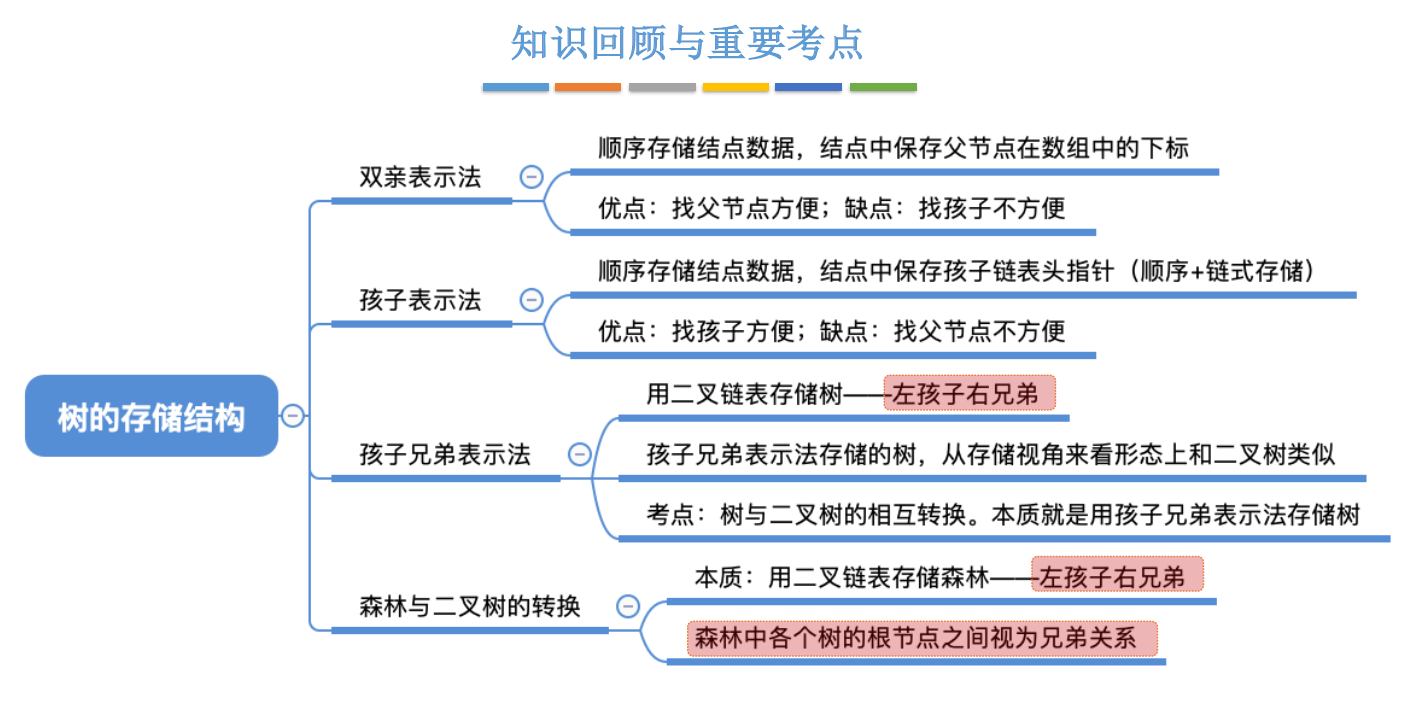 知识回顾与重要考点
树的存储结构
双亲表示法
顺序存储结点数据，结点中保存父节点在数组中的下标
优点：找父节点方便；缺点：找孩子不方便
孩子表示法
顺序存储结点数据，结点中保存孩子链表头指针（顺序+链式存储）
优点：找孩子方便；缺点：找父节点不方便
孩子兄弟表示法
用二叉链表存储树——左孩子右兄弟
孩子兄弟表示法存储的树，从存储视角来看形态上和二叉树类似
考点：树与二叉树的相互转换。本质就是用孩子兄弟表示法存储树
森林与二叉树的转换
本质：用二叉链表存储森林——左孩子右兄弟
森林中各个树的根节点之间视为兄弟关系